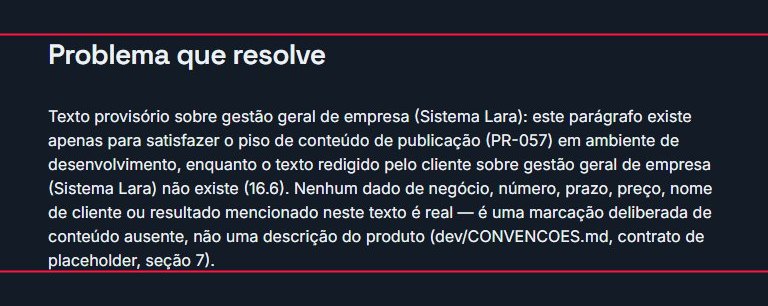 Problema que resolve
Texto provisório sobre gestão geral de empresa (Sistema Lara): este parágrafo existe
apenas para satisfazer o piso de conteúdo de publicação (PR-057) em ambiente de
desenvolvimento, enquanto o texto redigido pelo cliente sobre gestão geral de empresa
(Sistema Lara) não existe (16.6). Nenhum dado de negócio, número, prazo, preço, nome
de cliente ou resultado mencionado neste texto é real — é uma marcação deliberada de
conteúdo ausente, não uma descrição do produto (dev/CONVENCOES.md, contrato de
placeholder, seção 7).